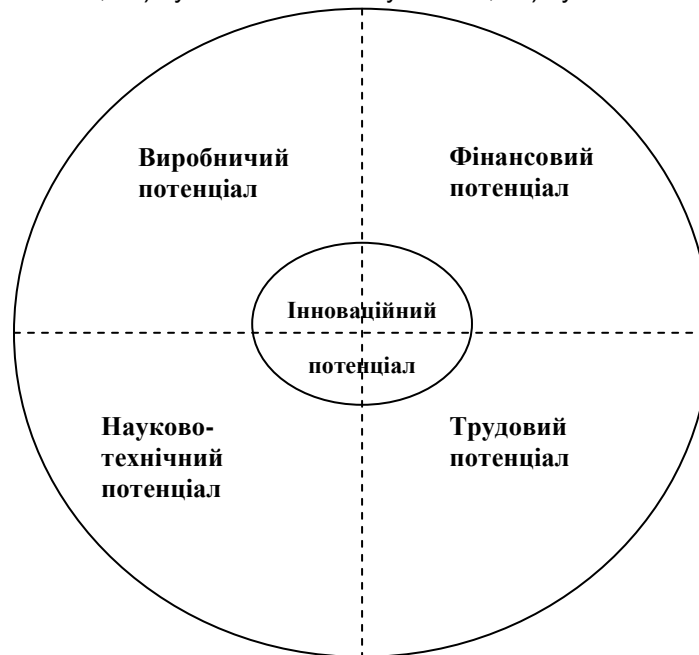 Виробничий
потенціал
Фінансовий
потенціал
Інноваційний
потенціал
Науково-
технічний
потенціал
Трудовий
потенціал